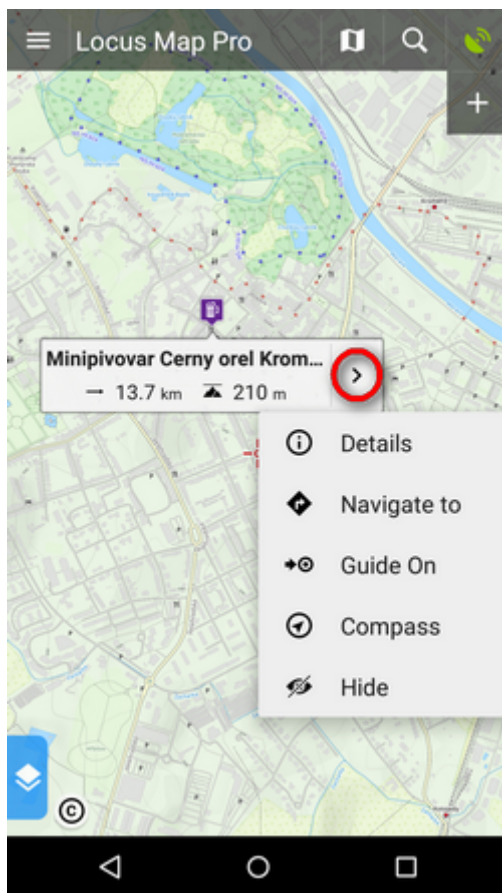 Locus Map Pro
Minipivovar Cerny orel Krom...
13.7 km 210 m
Details
Navigate to
Guide On
Compass
Hide
©